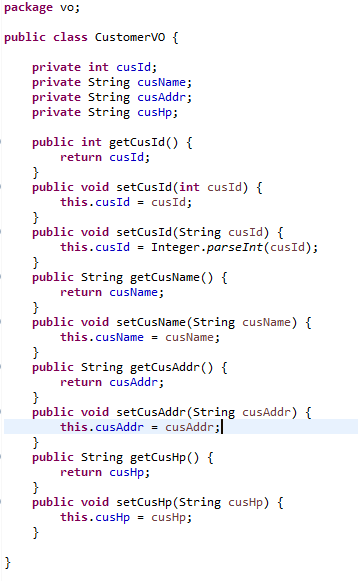 package vo;
public class CustomerVO {
private int cusId;
private String cusName;
private String cusAddr;
private String cusHp;
public int getCusId() {
return cusId;
}
public void setCusId(int cusId) {
this.cusId = cusId;
}
public void setCusId(String cusId) {
this.cusId = Integer.parseInt(cusId);
}
public String getCusName() {
return cusName;
}
public void setCusName(String cusName) {
this.cusName = cusName;
}
public String getCusAddr() {
return cusAddr;
}
public void setCusAddr(String cusAddr) {
this.cusAddr = cusAddr;
}
public String getCusHp() {
return cusHp;
}
public void setCusHp(String cusHp) {
this.cusHp = cusHp;
}
}